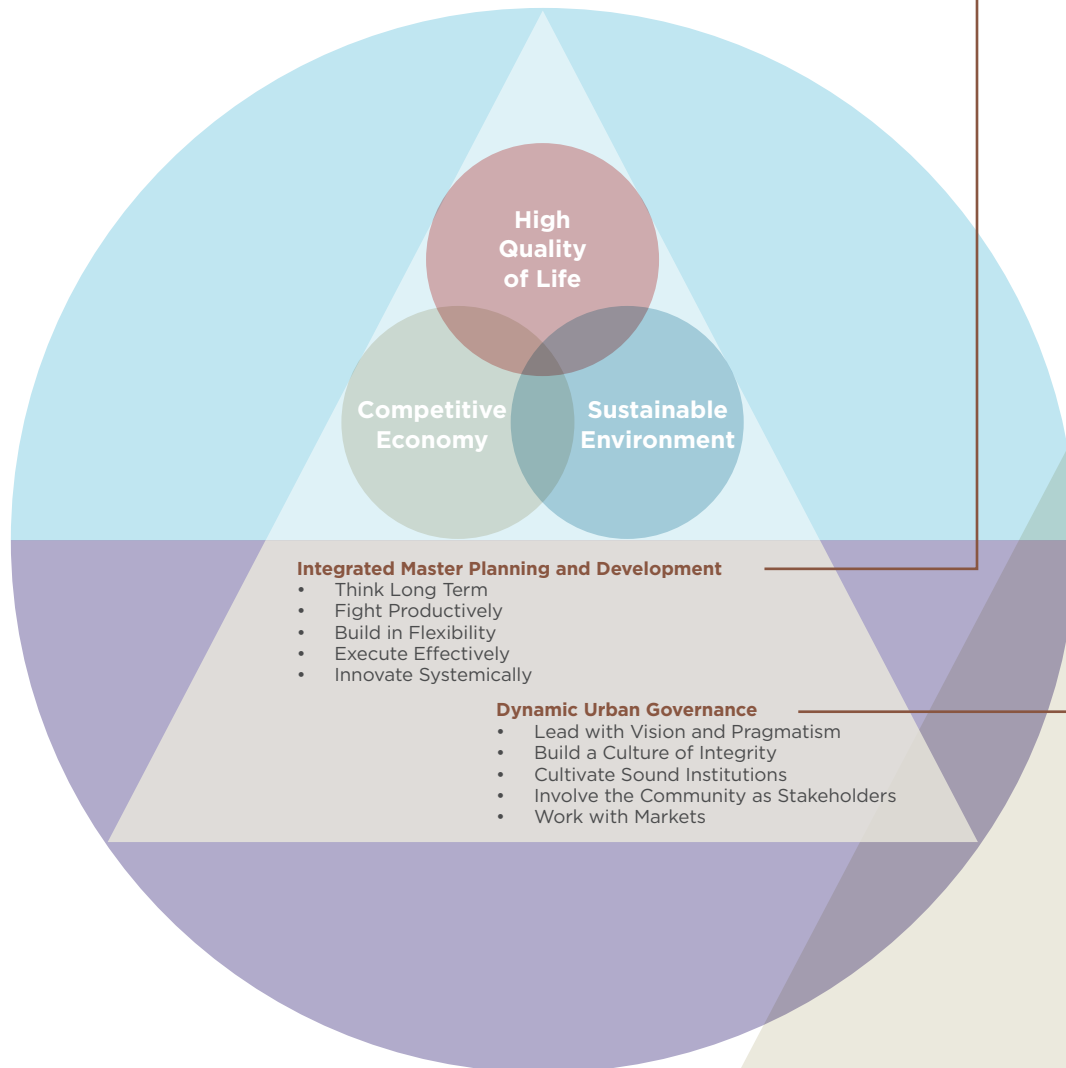 High
Quality
of Life
Competitive
Economy
Sustainable
Environment
Integrated Master Planning and Development
• Think Long Term
• Fight Productively
• Build in Flexibility
• Execute Effectively
• Innovate Systemically
Dynamic Urban Governance
• Lead with Vision and Pragmatism
• Build a Culture of Integrity
• Cultivate Sound Institutions
• Involve the Community as Stakeholders
• Work with Markets